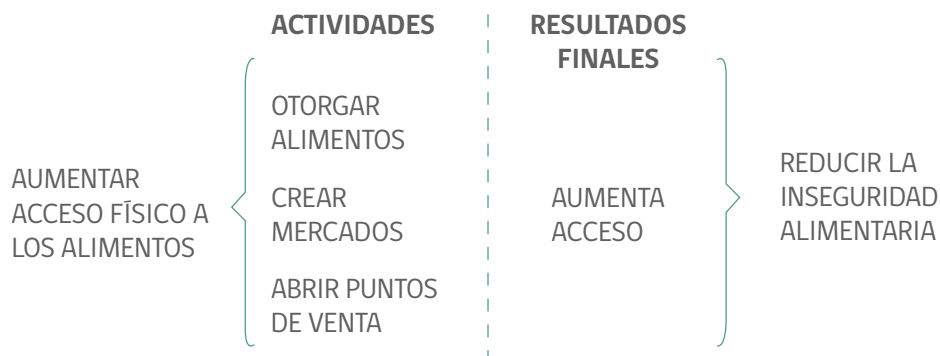 ACTIVIDADES
RESULTADOS
FINALES
AUMENTAR
ACCESO FÍSICO A
LOS ALIMENTOS
OTORGAR
ALIMENTOS
CREAR
MERCADOS
ABRIR PUNTOS
DE VENTA
AUMENTA
ACCESO
REDUCIR LA
INSEGURIDAD
ALIMENTARIA